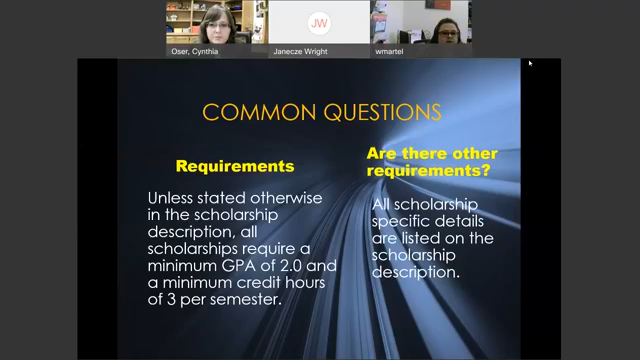 JW
Oser, Cynthia
Janecze Wright
wmartel
COMMON QUESTIONS
Requirements
Unless stated otherwise
in the scholarship
description, all
scholarships require a
minimum GPA of 2.0 and
a minimum credit hours
of 3 per semester.
Are there other
requirements?
All scholarship
specific details
are listed on the
scholarship
description.